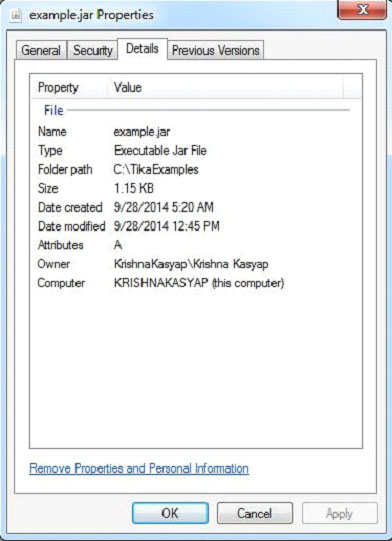 example.jar Properties
X
General Security Details Previous Versions
Property Value
File
Name example.jar
Type Executable Jar File
Folder path C:\TikaExamples
Size 1.15 KB
Date created 9/28/2014 5:20 AM
Date modified 9/28/2014 12:45 PM
Attributes A
Owner KrishnaKasyap\Krishna Kasyap
Computer KRISHNAKASYAP (this computer)
Remove Properties and Personal Information
OK Cancel Apply